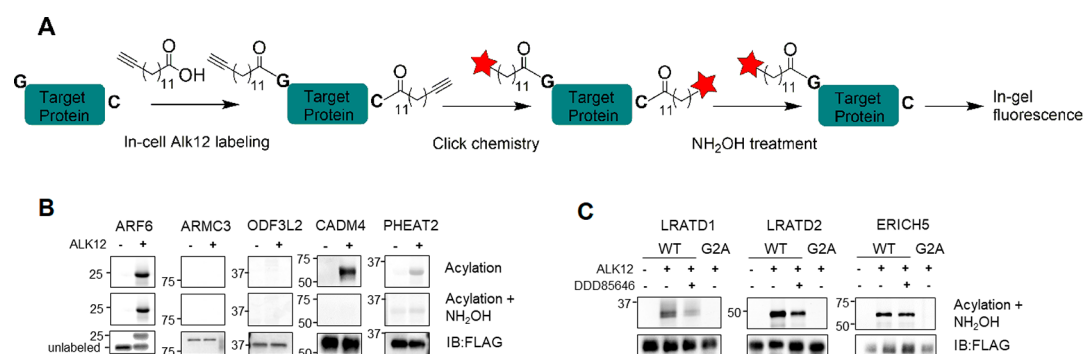 A
G Target Protein C
O
OH
11
In-cell Alk12 labeling
O
11
G
Target Protein
C
O
11
Click chemistry
O
11
G
Target Protein
C
O
11
NH2OH treatment
O
11
G
Target Protein
C
In-gel fluorescence
B
ARF6 ARMC3 ODF3L2 CADM4 PHEAT2
ALK12 - + - + - + - + - +
25 75 37 75 50 37 Acylation
25 75 37 75 50 37 Acylation + NH2OH
25 unlabeled 75 37 50 37 IB:FLAG
C
LRATD1 LRATD2 ERICH5
WT G2A WT G2A WT G2A
ALK12 - + + + - + + + - + + +
DDD85646 + + +
37 50 75 50 Acylation + NH2OH
IB:FLAG